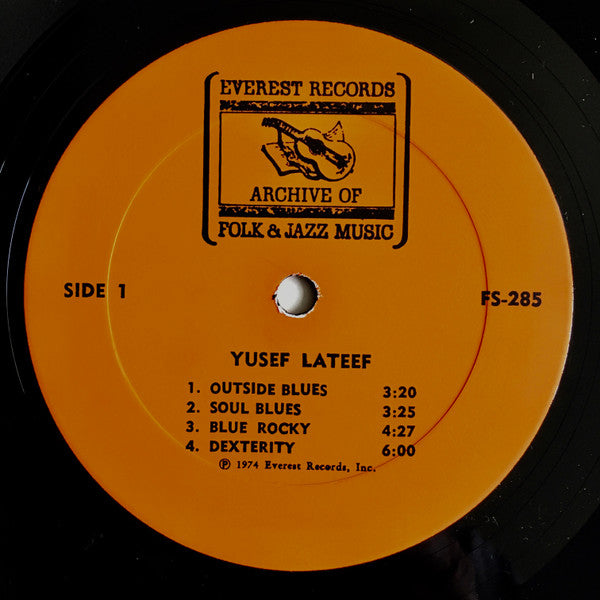 EVEREST RECORDS
ARCHIVE OF
FOLK & JAZZ MUSIC
SIDE 1
FS-285
YUSEF LATEEF
1. OUTSIDE BLUES 3:20
2. SOUL BLUES 3:25
3. BLUE ROCKY 4:27
4. DEXTERITY 6:00
Ⓟ 1974 Everest Records, Inc.